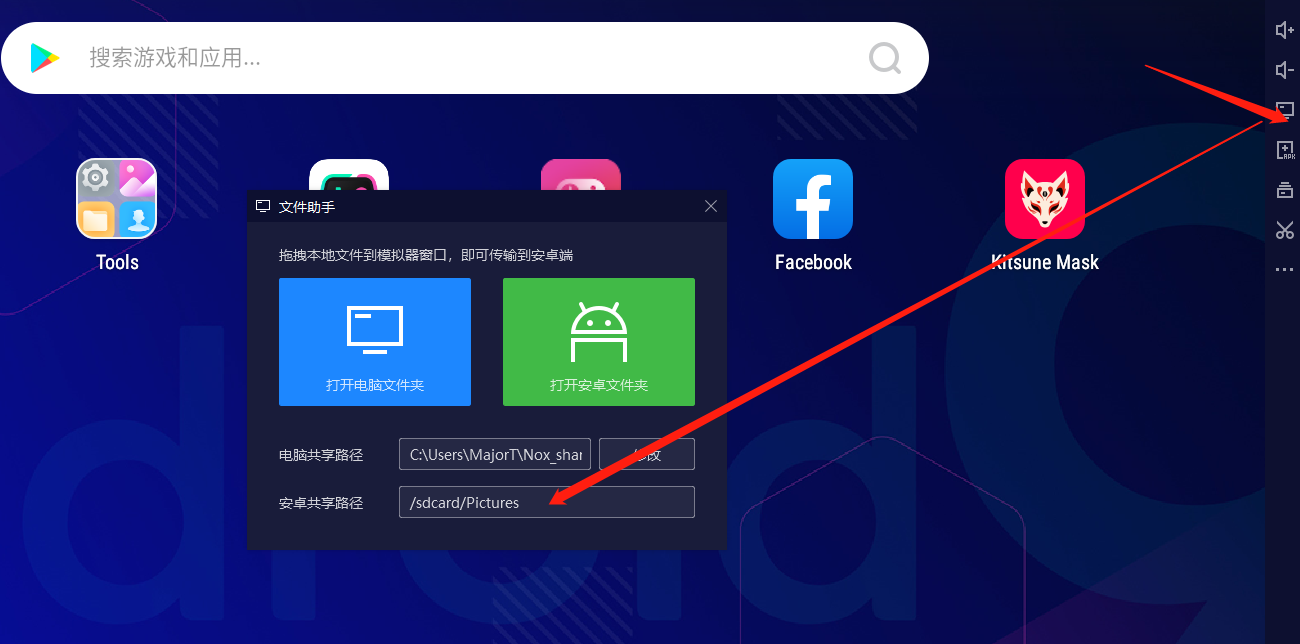 搜索游戏和应用...
APK
Tools
Facebook
Kitsune Mask
文件助手
拖拽本地文件到模拟器窗口，即可传输到安卓端
打开电脑文件夹
打开安卓文件夹
电脑共享路径
C:\Users\MajorT\Nox_shar
修改
安卓共享路径
/sdcard/Pictures